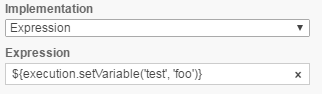 Implementation
Expression
Expression
${execution.setVariable('test', 'foo')}